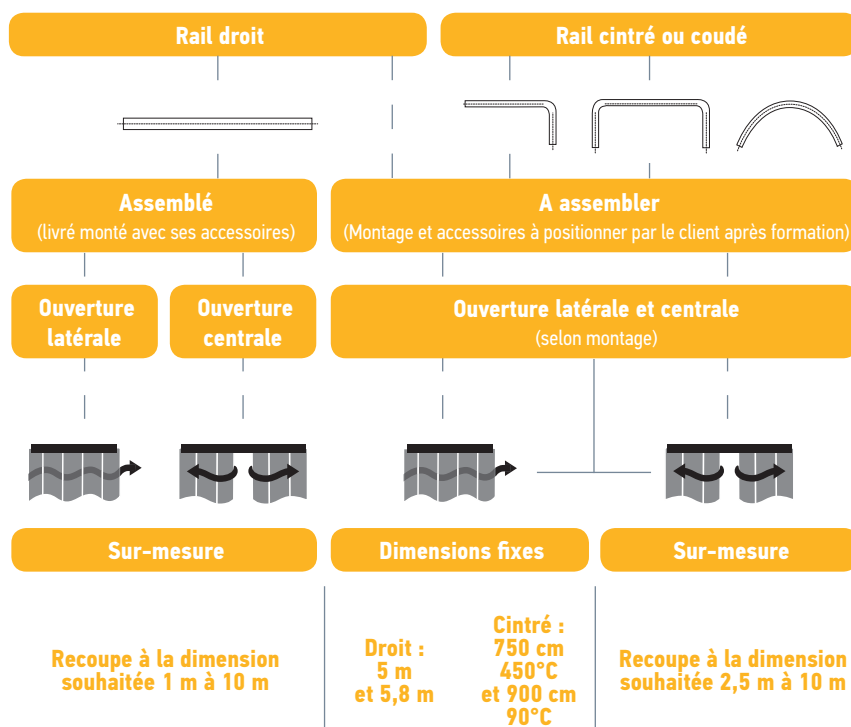 Rail droit
Rail cintré ou coudé
Assemblé
(livré monté avec ses accessoires)
A assembler
(Montage et accessoires à positionner par le client après formation)
Ouverture
latérale
Ouverture
centrale
Ouverture latérale et centrale
(selon montage)
Sur-mesure
Dimensions fixes
Sur-mesure
Recoupe à la dimension
souhaitée 1 m à 10 m
Droit :
5 m
et 5,8 m
Cintré :
750 cm
450°C
et 900 cm
90°C
Recoupe à la dimension
souhaitée 2,5 m à 10 m